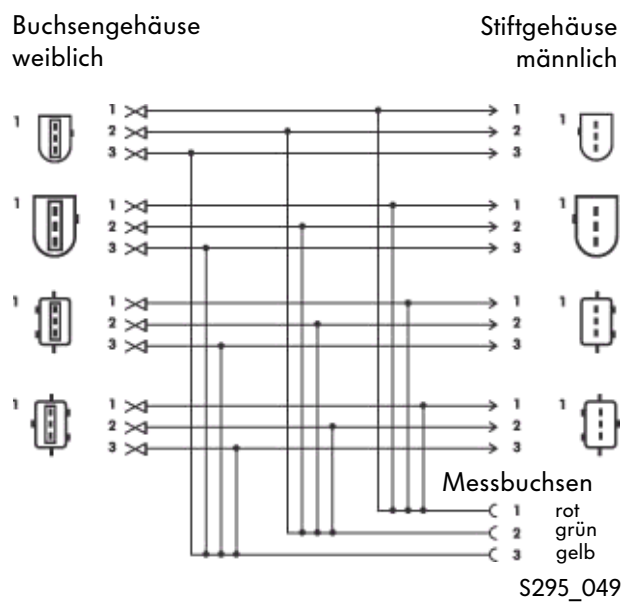 Buchsengehäuse
weiblich
Stiftgehäuse
männlich
1 1 1 1
2 2
3 3
1 1 1 1
2 2
3 3
1 1 1 1
2 2
3 3
1 1 1 1
2 2
3 3
Messbuchsen
1 rot
2 grün
3 gelb
S295_049